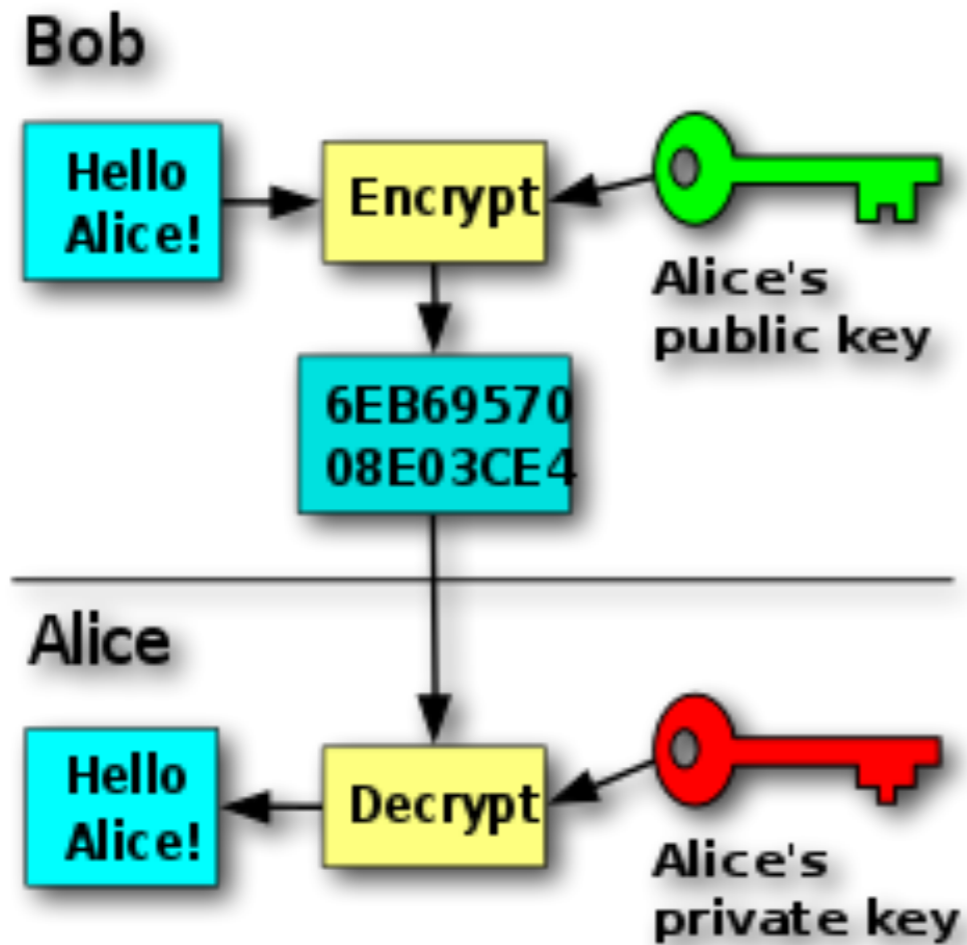 Bob
Hello
Alice!
Encrypt
Alice's
public key
6EB69570
08E03CE4
Alice
Hello
Alice!
Decrypt
Alice's
private key